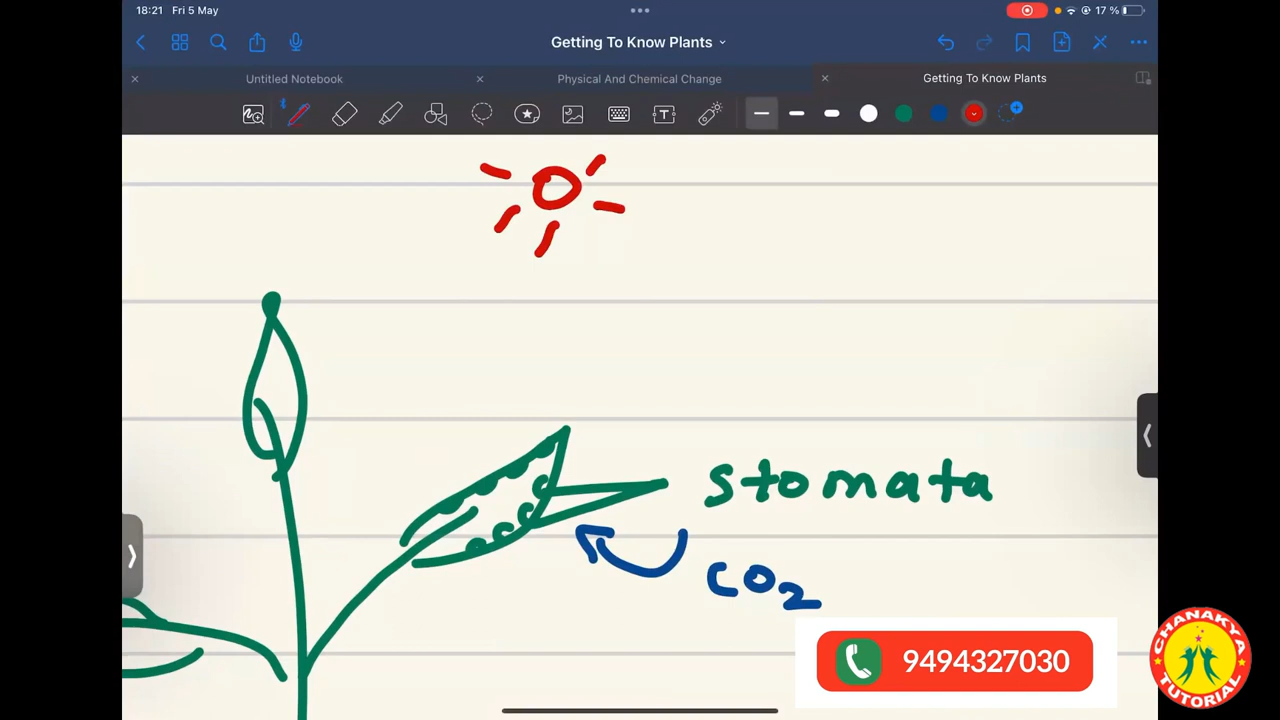 18:21 Fri 5 May
17 %
Getting To Know Plants
Untitled Notebook
Physical And Chemical Change
Getting To Know Plants
T
stomata
CO2
9494327030
CHANAKYA
TUTORIAL